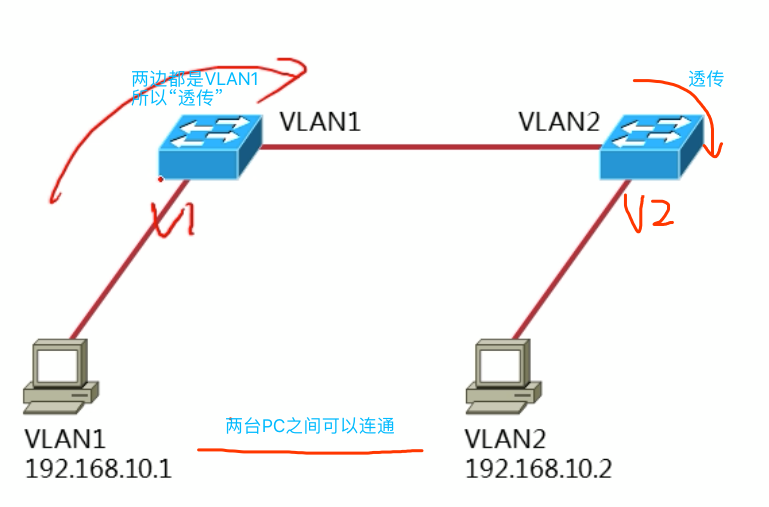 两边都是VLAN1
所以“透传”
透传
VLAN1
VLAN2
V1
V2
两台PC之间可以连通
VLAN1
192.168.10.1
VLAN2
192.168.10.2